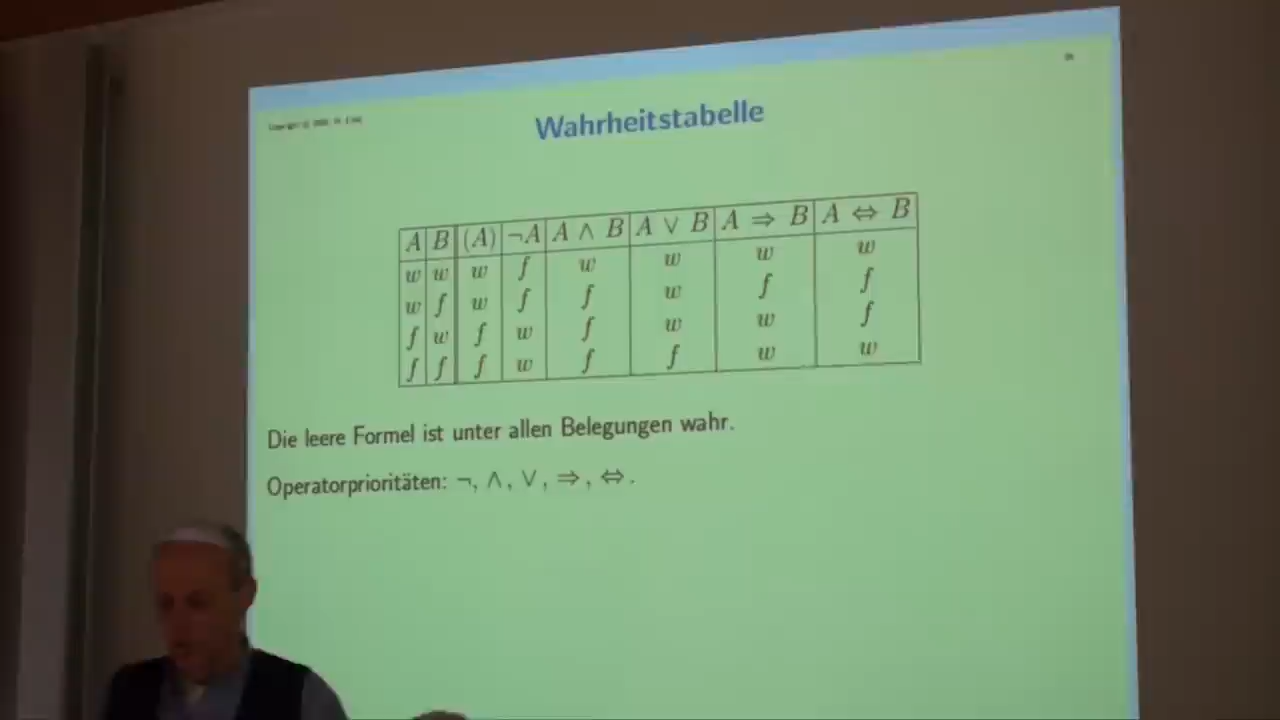 Wahrheitstabelle
A B (A) ¬A A ∧ B A ∨ B A ⇒ B A ⇔ B
w w w f w w w w
w f w f f w f f
f w f w f w w f
f f f w f f w w
Die leere Formel ist unter allen Belegungen wahr.
Operatorprioritäten: ¬, ∧, ∨, ⇒, ⇔.